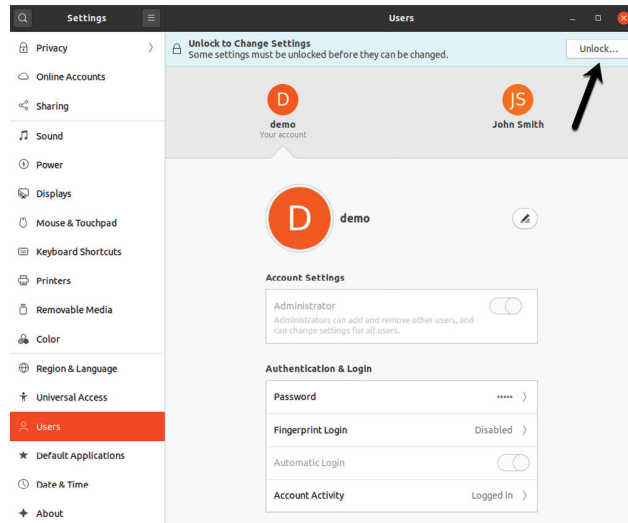 Settings
Users
Privacy
Online Accounts
Sharing
Sound
Power
Displays
Mouse & Touchpad
Keyboard Shortcuts
Printers
Removable Media
Color
Region & Language
Universal Access
Users
Default Applications
Date & Time
About
Unlock to Change Settings
Some settings must be unlocked before they can be changed.
Unlock...
D
demo
Your account
JS
John Smith
D
demo
Account Settings
Administrator
Administrators can add and remove other users, and
can change settings for all users.
Authentication & Login
Password •••••
Fingerprint Login Disabled
Automatic Login
Account Activity Logged in